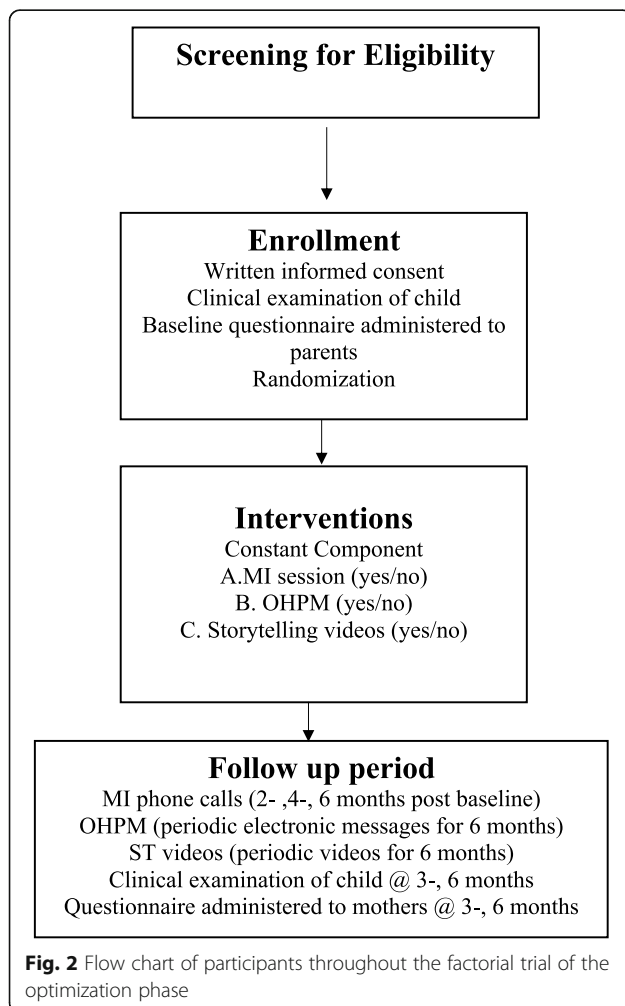 Screening for Eligibility
Enrollment
Written informed consent
Clinical examination of child
Baseline questionnaire administered to
parents
Randomization
Interventions
Constant Component
A.MI session (yes/no)
B. OHPM (yes/no)
C. Storytelling videos (yes/no)
Follow up period
MI phone calls (2- ,4-, 6 months post baseline)
OHPM (periodic electronic messages for 6 months)
ST videos (periodic videos for 6 months)
Clinical examination of child @ 3-, 6 months
Questionnaire administered to mothers @ 3-, 6 months
Fig. 2 Flow chart of participants throughout the factorial trial of the
optimization phase